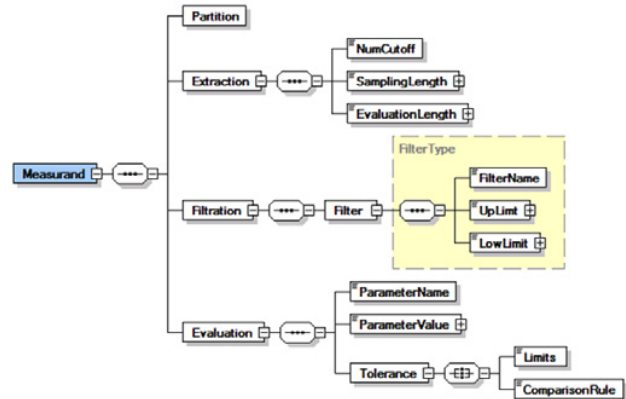 Partition
NumCutoff
Extraction
SamplingLength
EvaluationLength
FilterType
Measurand
FilterName
Filtration
Filter
UpLimt
LowLimit
ParameterName
Evaluation
ParameterValue
Limits
Tolerance
ComparisonRule